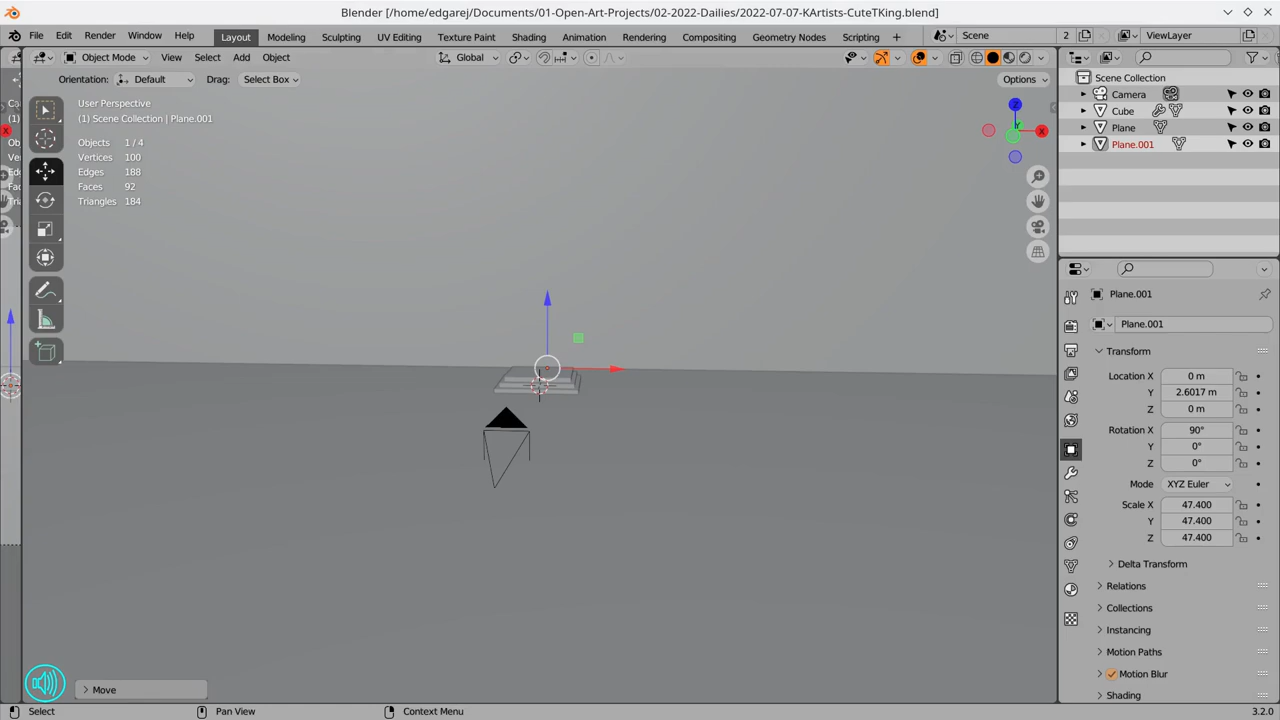 Blender [/home/edgarej/Documents/01-Open-Art-Projects/02-2022-Dailies/2022-07-07-KArtists-CuteTKing.blend]
File Edit Render Window Help Layout Modeling Sculpting UV Editing Texture Paint Shading Animation Rendering Compositing Geometry Nodes Scripting + Scene 2 ViewLayer
Object Mode View Select Add Object Global
Orientation: Default Drag: Select Box Options
User Perspective
(1) Scene Collection | Plane.001
Objects 1 / 4
Vertices 100
Edges 188
Faces 92
Triangles 184
Z
Y
X
Move
Scene Collection
Camera
Cube
Plane
Plane.001
Plane.001
Plane.001
Transform
Location X 0 m
Y 2.6017 m
Z 0 m
Rotation X 90°
Y 0°
Z 0°
Mode XYZ Euler
Scale X 47.400
Y 47.400
Z 47.400
Delta Transform
Relations
Collections
Instancing
Motion Paths
Motion Blur
Shading
Select Pan View Context Menu 3.2.0